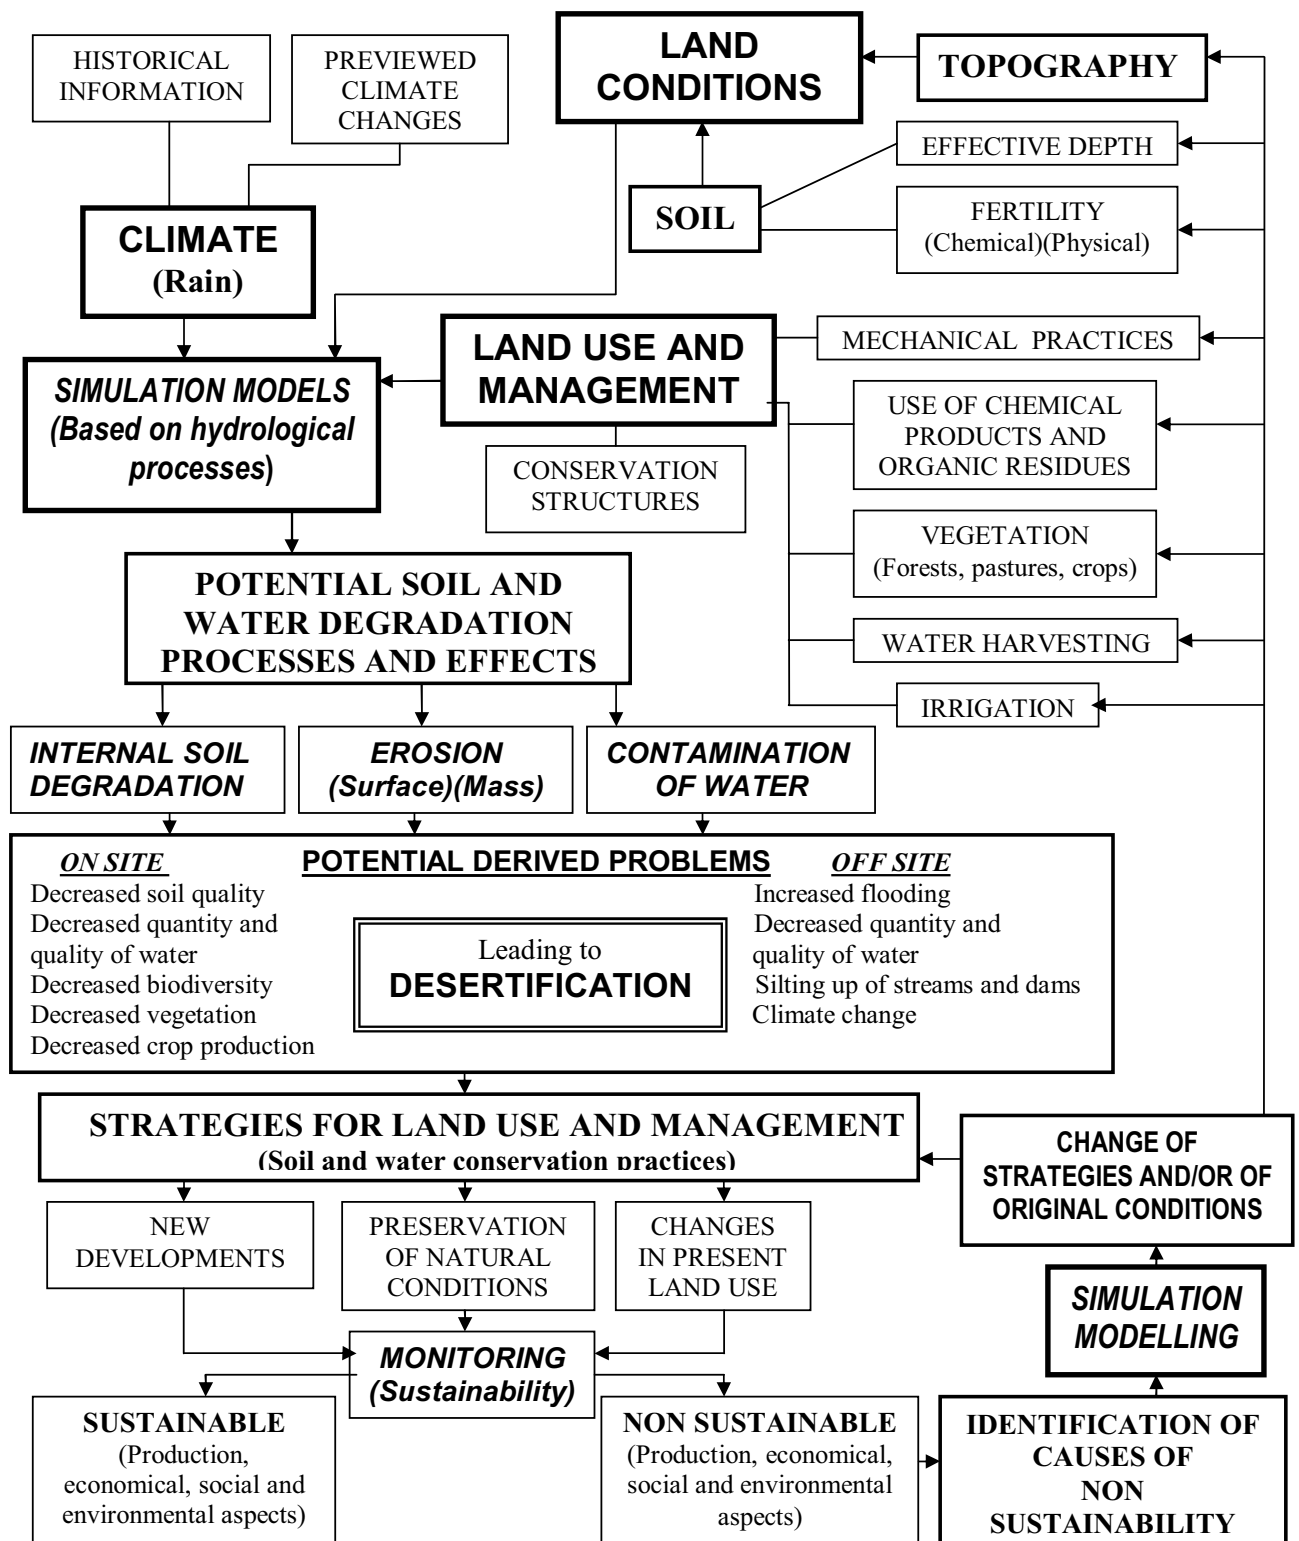 HISTORICAL
INFORMATION
PREVIEWED
CLIMATE
CHANGES
LAND
CONDITIONS
TOPOGRAPHY
EFFECTIVE DEPTH
SOIL
FERTILITY
(Chemical)(Physical)
CLIMATE
(Rain)
LAND USE AND
MANAGEMENT
MECHANICAL PRACTICES
SIMULATION MODELS
(Based on hydrological
processes)
USE OF CHEMICAL
PRODUCTS AND
ORGANIC RESIDUES
CONSERVATION
STRUCTURES
VEGETATION
(Forests, pastures, crops)
POTENTIAL SOIL AND
WATER DEGRADATION
PROCESSES AND EFFECTS
WATER HARVESTING
IRRIGATION
INTERNAL SOIL
DEGRADATION
EROSION
(Surface)(Mass)
CONTAMINATION
OF WATER
POTENTIAL DERIVED PROBLEMS
ON SITE
Decreased soil quality
Decreased quantity and
quality of water
Decreased biodiversity
Decreased vegetation
Decreased crop production
Leading to
DESERTIFICATION
OFF SITE
Increased flooding
Decreased quantity and
quality of water
Silting up of streams and dams
Climate change
STRATEGIES FOR LAND USE AND MANAGEMENT
(Soil and water conservation practices)
CHANGE OF
STRATEGIES AND/OR OF
ORIGINAL CONDITIONS
NEW
DEVELOPMENTS
PRESERVATION
OF NATURAL
CONDITIONS
CHANGES
IN PRESENT
LAND USE
SIMULATION
MODELLING
MONITORING
(Sustainability)
SUSTAINABLE
(Production,
economical, social and
environmental aspects)
NON SUSTAINABLE
(Production, economical,
social and environmental
aspects)
IDENTIFICATION OF
CAUSES OF
NON
SUSTAINABILITY